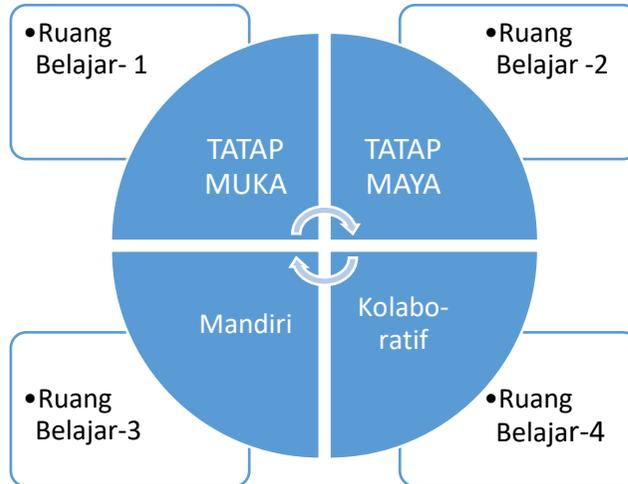 •Ruang
Belajar- 1
•Ruang
Belajar -2
TATAP
MUKA
TATAP
MAYA
Mandiri
Kolabo-
ratif
•Ruang
Belajar-3
•Ruang
Belajar-4